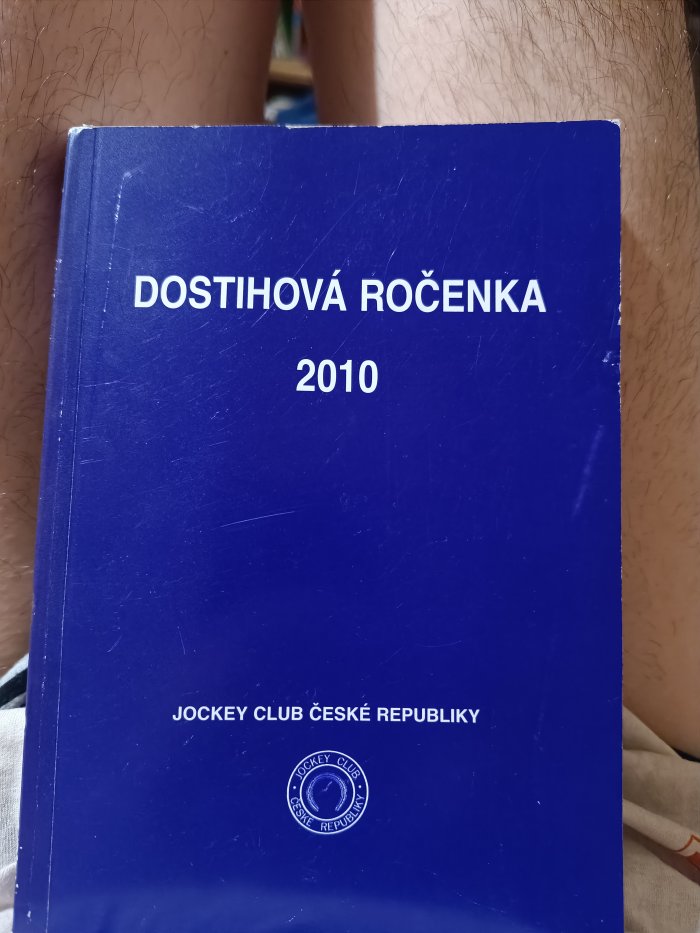 DOSTIHOVÁ ROČENKA
2010
JOCKEY CLUB ČESKÉ REPUBLIKY
JOCKEY CLUB
ČESKÉ REPUBLIKY